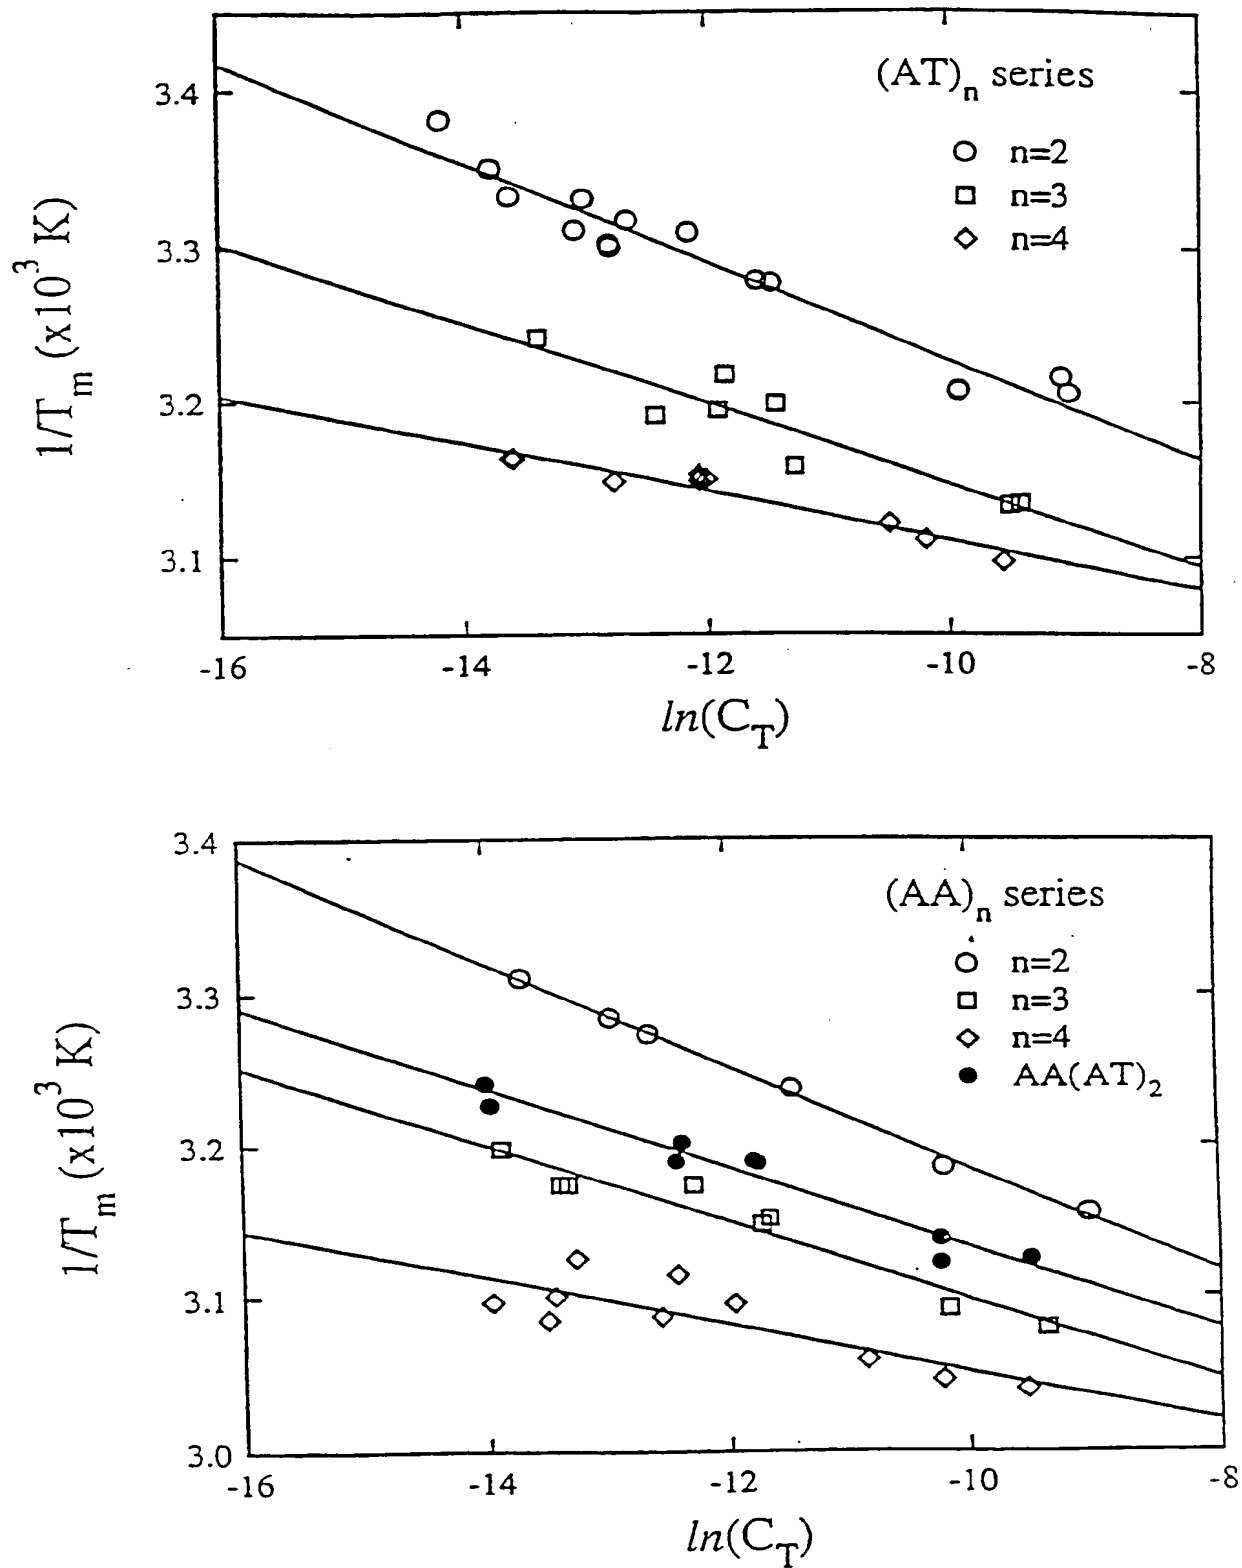 (AT)n series
n=2
n=3
n=4
3.4
3.3
3.2
3.1
1/Tm (x10³ K)
-16 -14 -12 -10 -8
ln(CT)
(AA)n series
n=2
n=3
n=4
AA(AT)2
3.4
3.3
3.2
3.1
3.0
1/Tm (x10³ K)
-16 -14 -12 -10 -8
ln(CT)